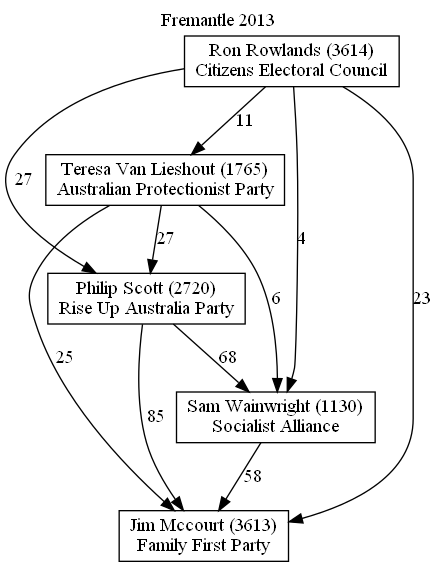 Fremantle 2013
Ron Rowlands (3614)
Citizens Electoral Council
11
Teresa Van Lieshout (1765)
Australian Protectionist Party
27
27
4
6
23
Philip Scott (2720)
Rise Up Australia Party
25
68
85
Sam Wainwright (1130)
Socialist Alliance
58
Jim Mccourt (3613)
Family First Party